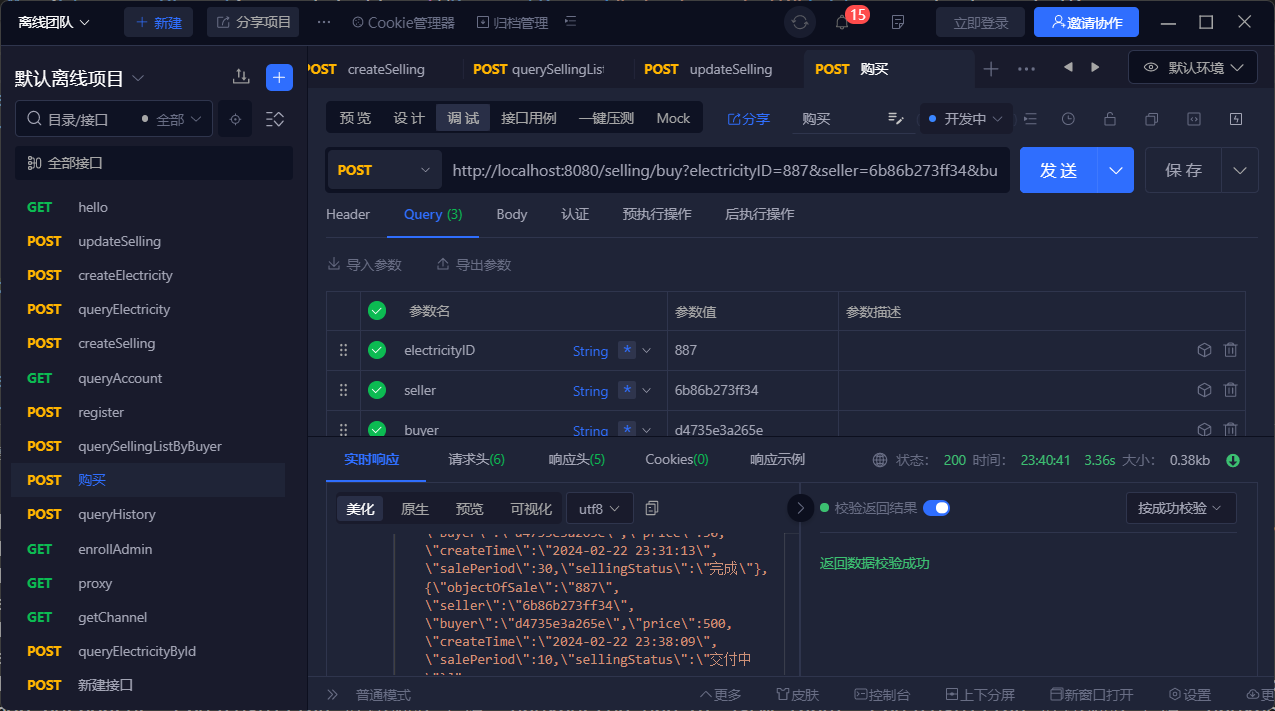 离线团队 新建 分享项目 ··· Cookie管理器 归档管理 15 立即登录 邀请协作
默认离线项目
POST createSelling POST querySellingList POST updateSelling POST 购买 默认环境
目录/接口 全部
预览 设计 调试 接口用例 一键压测 Mock 分享 购买 开发中
全部接口
POST http://localhost:8080/selling/buy?electricityID=887&seller=6b86b273ff34&bu 发送 保存
GET hello
POST updateSelling
POST createElectricity
POST queryElectricity
POST createSelling
GET queryAccount
POST register
POST querySellingListByBuyer
POST 购买
POST queryHistory
GET enrollAdmin
GET proxy
GET getChannel
POST queryElectricityById
POST 新建接口
Header Query (3) Body 认证 预执行操作 后执行操作
导入参数 导出参数
参数名 参数值 参数描述
electricityID String * 887
seller String * 6b86b273ff34
buyer String * d4735e3a265e
实时响应 请求头(6) 响应头(5) Cookies(0) 响应示例 状态: 200 时间: 23:40:41 3.36s 大小: 0.38kb
美化 原生 预览 可视化 utf8 校验返回结果 按成功校验
\"buyer\":\"d4735e3a265e\",\"price\":50,
\"createTime\":\"2024-02-22 23:31:13\",
\"salePeriod\":30,\"sellingStatus\":\"完成\"},
{\"objectOfSale\":\"887\",
\"seller\":\"6b86b273ff34\",
\"buyer\":\"d4735e3a265e\",\"price\":500,
\"createTime\":\"2024-02-22 23:38:09\",
\"salePeriod\":10,\"sellingStatus\":\"交付中
\"}]"
返回数据校验成功
普通模式 更多 皮肤 控制台 上下分屏 新窗口打开 设置 更